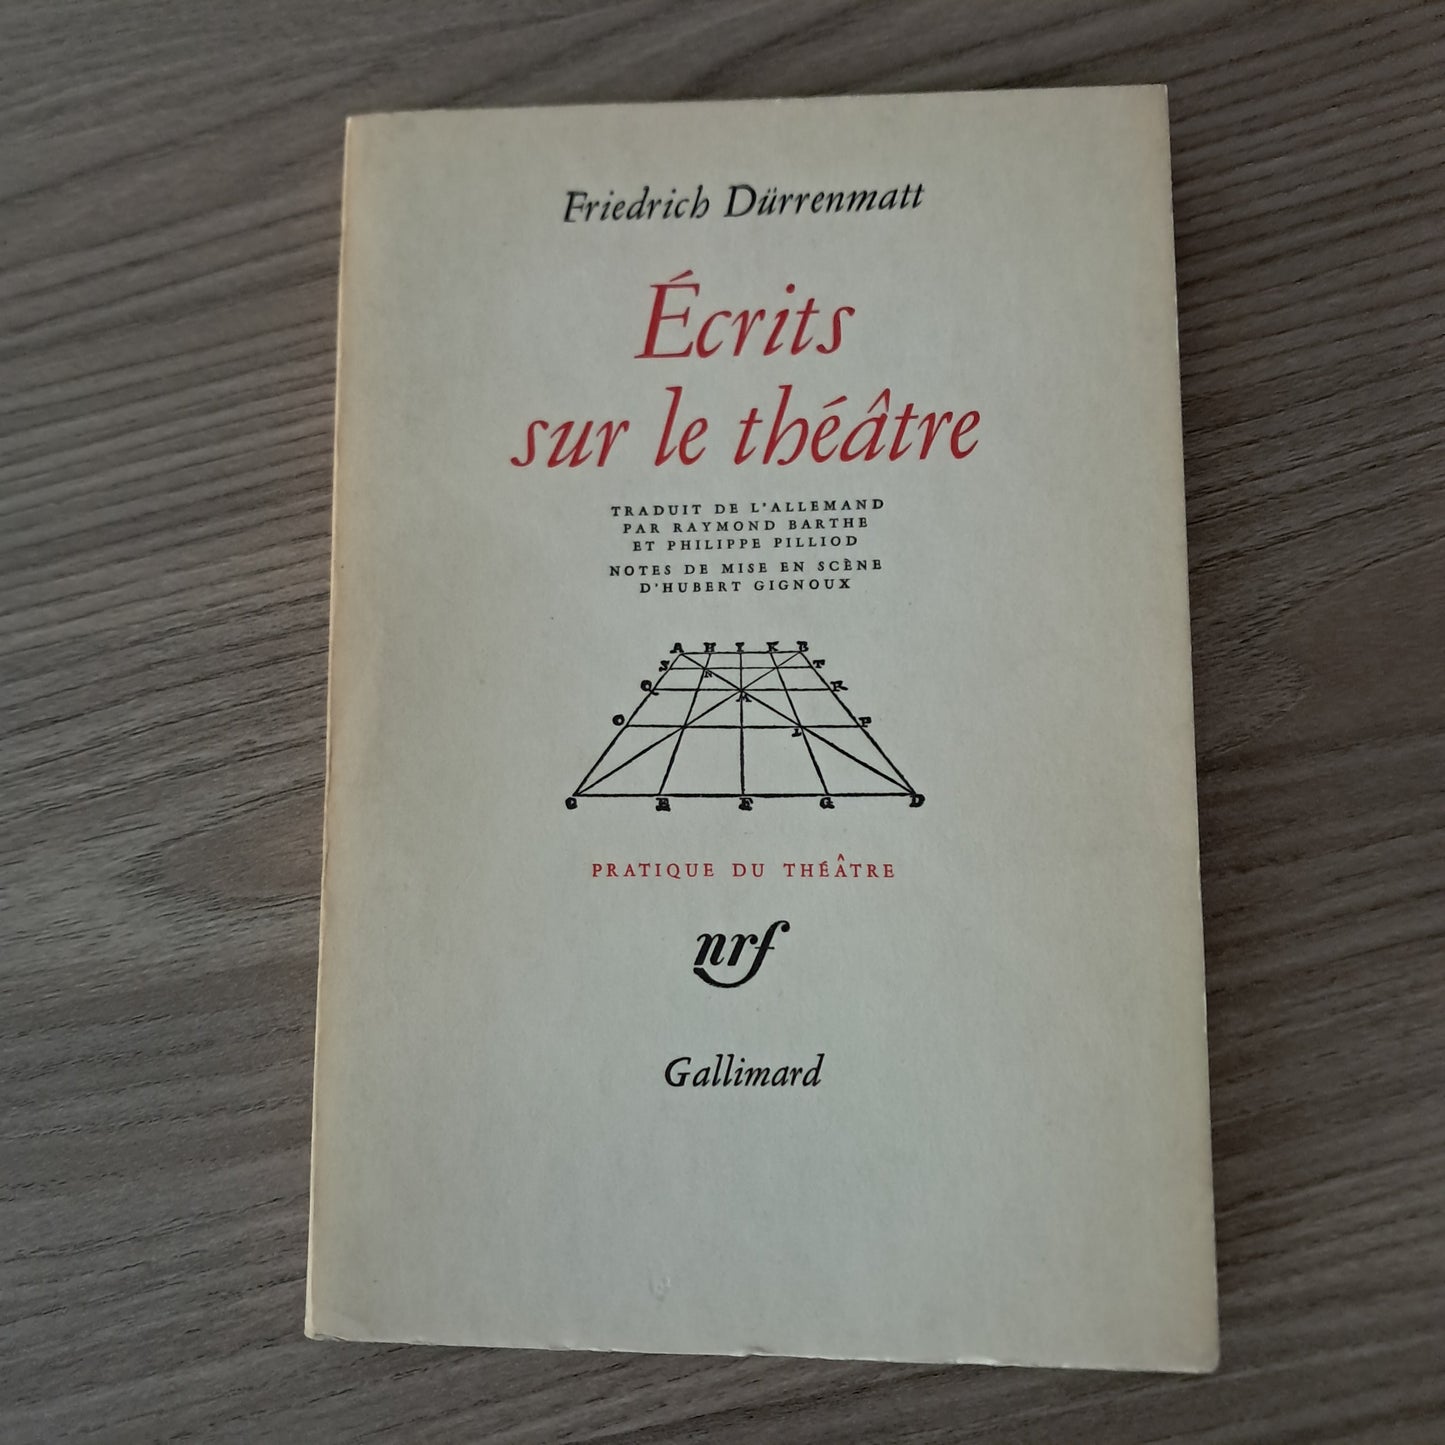 Friedrich Dürrenmatt
Écrits
sur le théâtre
TRADUIT DE L'ALLEMAND
PAR RAYMOND BARTHE
ET PHILIPPE PILLIOD
NOTES DE MISE EN SCÈNE
D'HUBERT GIGNOUX
A H I K B
S T
N
Q R
M
O P
L
C E F G D
PRATIQUE DU THÉÂTRE
nrf
Gallimard